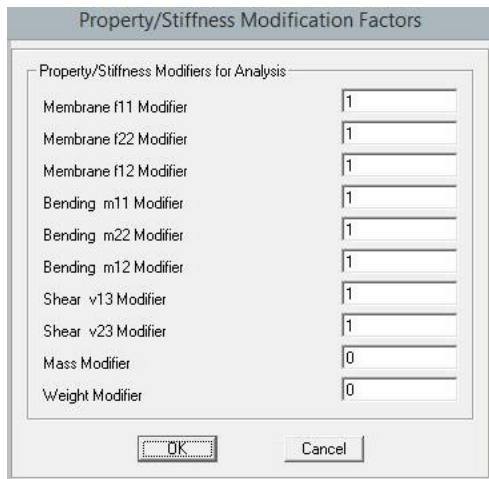 Property/Stiffness Modification Factors
Property/Stiffness Modifiers for Analysis
Membrane f11 Modifier 1
Membrane f22 Modifier 1
Membrane f12 Modifier 1
Bending m11 Modifier 1
Bending m22 Modifier 1
Bending m12 Modifier 1
Shear v13 Modifier 1
Shear v23 Modifier 1
Mass Modifier 0
Weight Modifier 0
OK Cancel